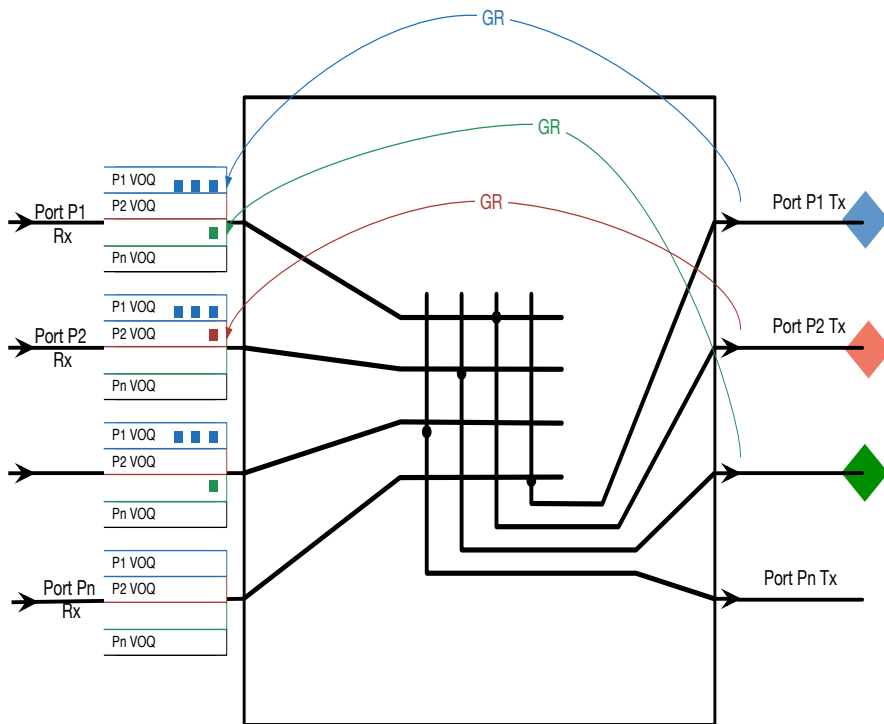 GR
GR
GR
Port P1
Rx
P1 VOQ
P2 VOQ
Pn VOQ
Port P1 Tx
Port P2
Rx
P1 VOQ
P2 VOQ
Pn VOQ
Port P2 Tx
P1 VOQ
P2 VOQ
Pn VOQ
Port Pn
Rx
P1 VOQ
P2 VOQ
Pn VOQ
Port Pn Tx